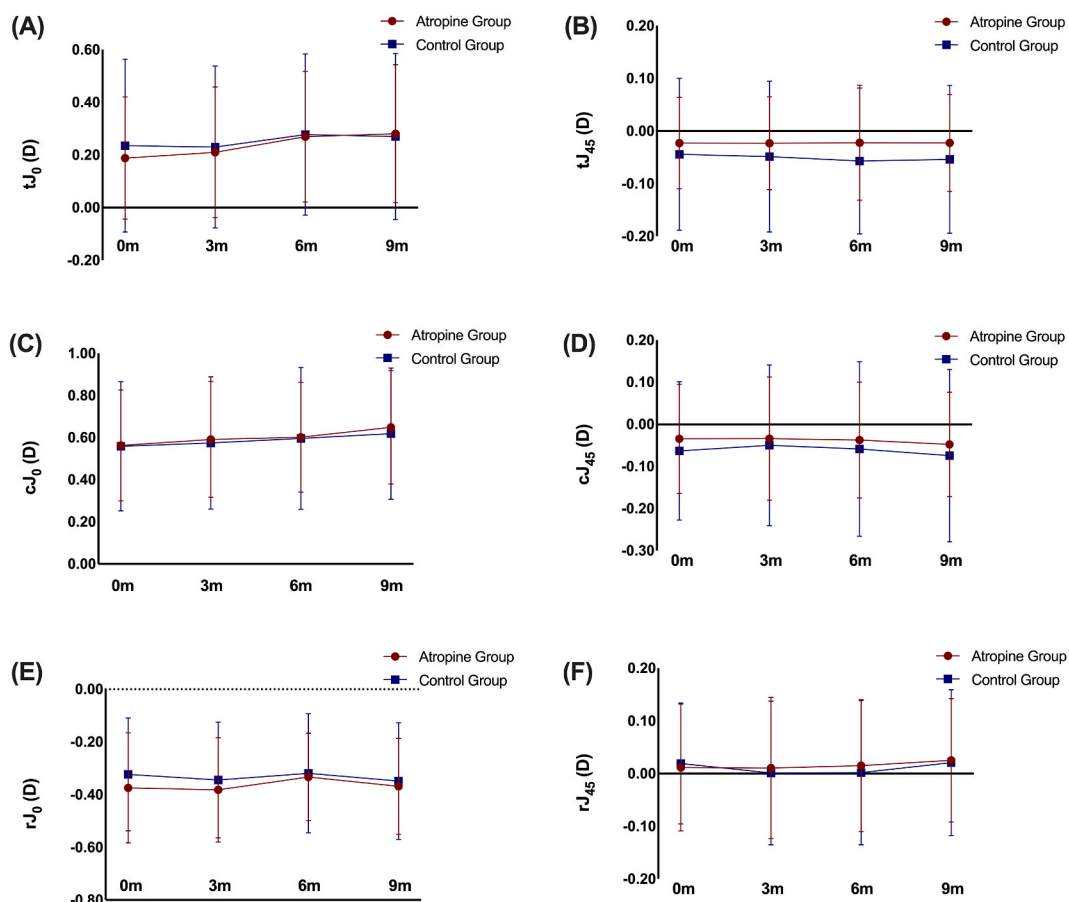 (A)
Atropine Group
Control Group
0.60
0.40
0.20
0.00
-0.20
tJ0 (D)
0m 3m 6m 9m
(B)
Atropine Group
Control Group
0.20
0.10
0.00
-0.10
-0.20
tJ45 (D)
0m 3m 6m 9m
(C)
Atropine Group
Control Group
1.00
0.80
0.60
0.40
0.20
0.00
cJ0 (D)
0m 3m 6m 9m
(D)
Atropine Group
Control Group
0.20
0.10
0.00
-0.10
-0.20
-0.30
cJ45 (D)
0m 3m 6m 9m
(E)
Atropine Group
Control Group
0.00
-0.20
-0.40
-0.60
-0.80
rJ0 (D)
0m 3m 6m 9m
(F)
Atropine Group
Control Group
0.20
0.10
0.00
-0.10
-0.20
rJ45 (D)
0m 3m 6m 9m